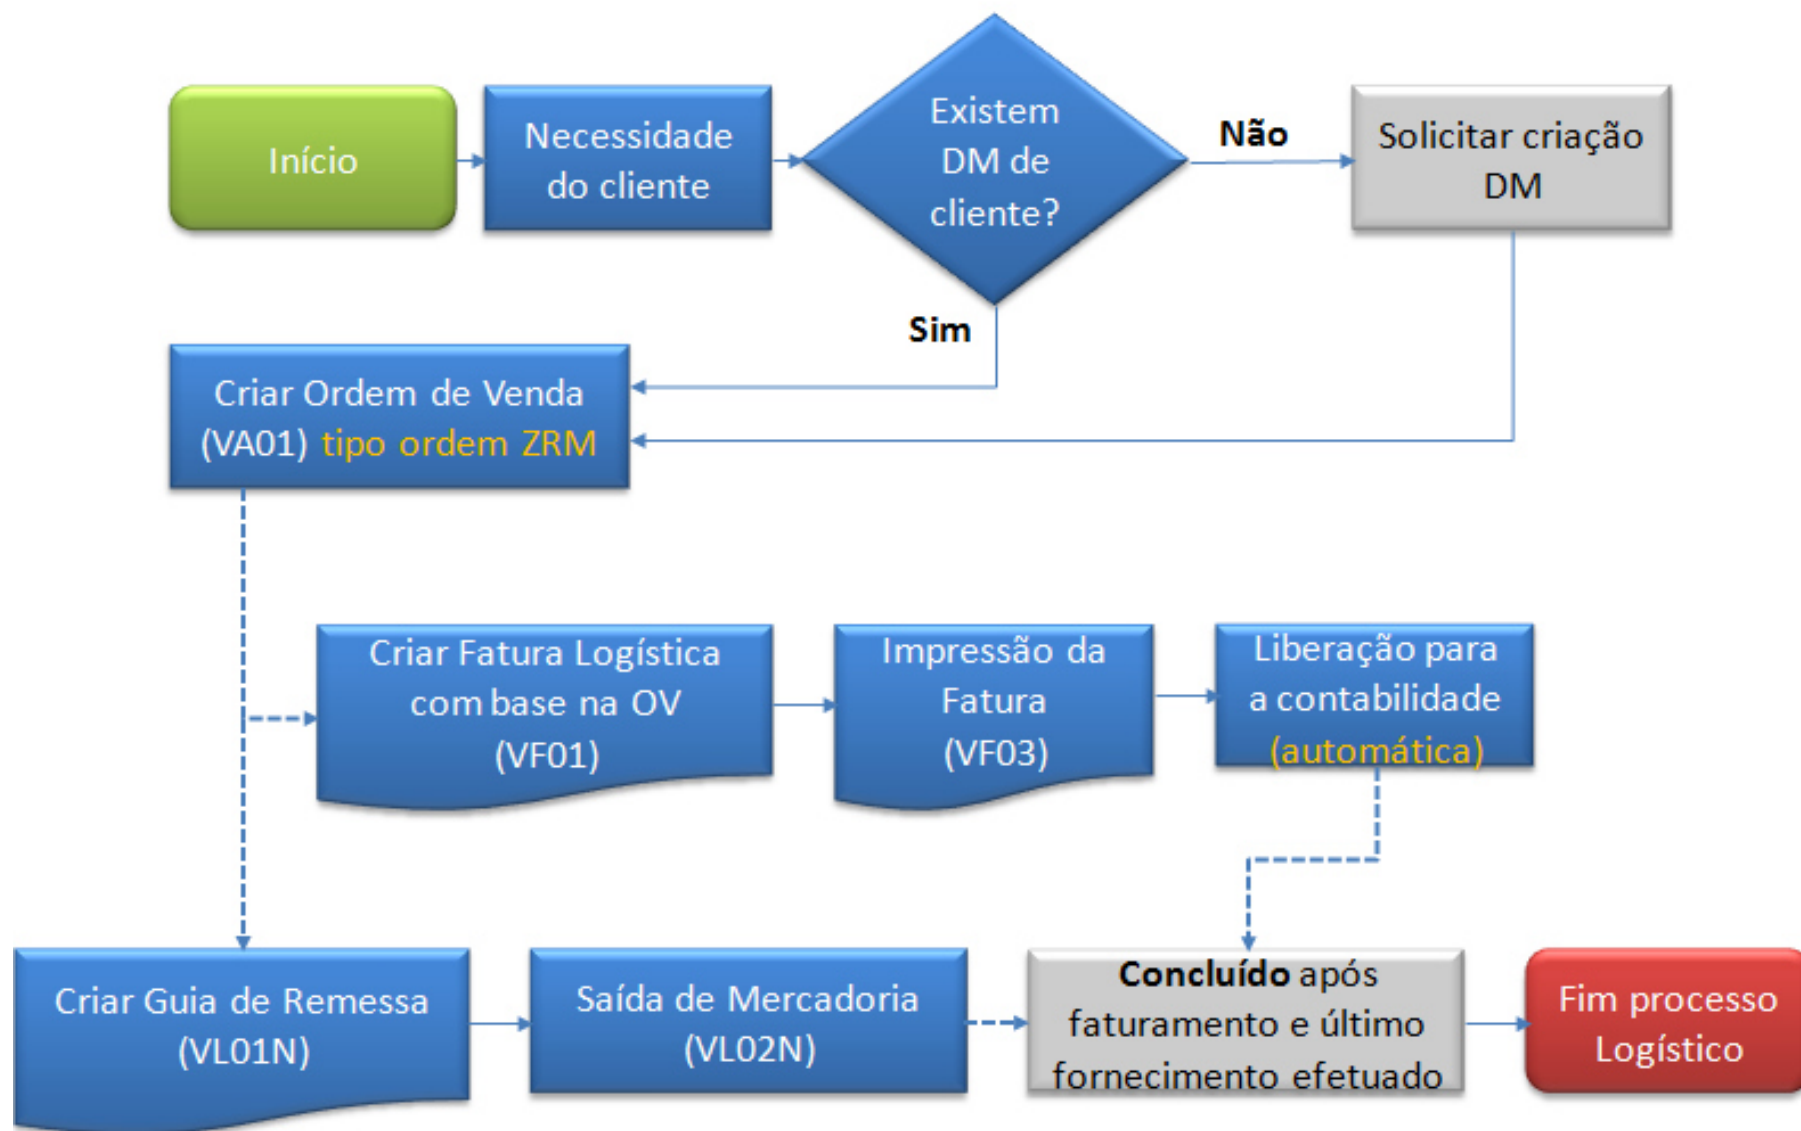 Início
Necessidade
do cliente
Existem
DM de
cliente?
Não
Solicitar criação
DM
Sim
Criar Ordem de Venda
(VA01) tipo ordem ZRM
Criar Fatura Logística
com base na OV
(VF01)
Impressão da
Fatura
(VF03)
Liberação para
a contabilidade
(automática)
Criar Guia de Remessa
(VL01N)
Saída de Mercadoria
(VL02N)
Concluído após
faturamento e último
fornecimento efetuado
Fim processo
Logístico